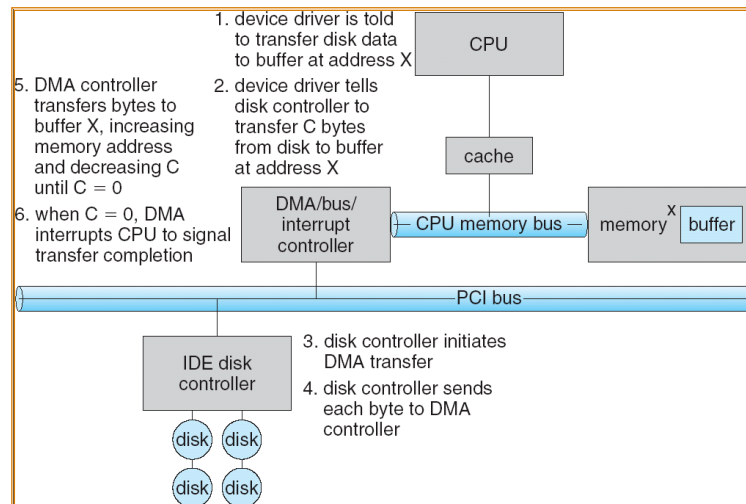 1. device driver is told
to transfer disk data
to buffer at address X
2. device driver tells
disk controller to
transfer C bytes
from disk to buffer
at address X
5. DMA controller
transfers bytes to
buffer X, increasing
memory address
and decreasing C
until C = 0
6. when C = 0, DMA
interrupts CPU to signal
transfer completion
CPU
cache
DMA/bus/
interrupt
controller
CPU memory bus
memory
X
buffer
PCI bus
IDE disk
controller
3. disk controller initiates
DMA transfer
4. disk controller sends
each byte to DMA
controller
disk
disk
disk
disk